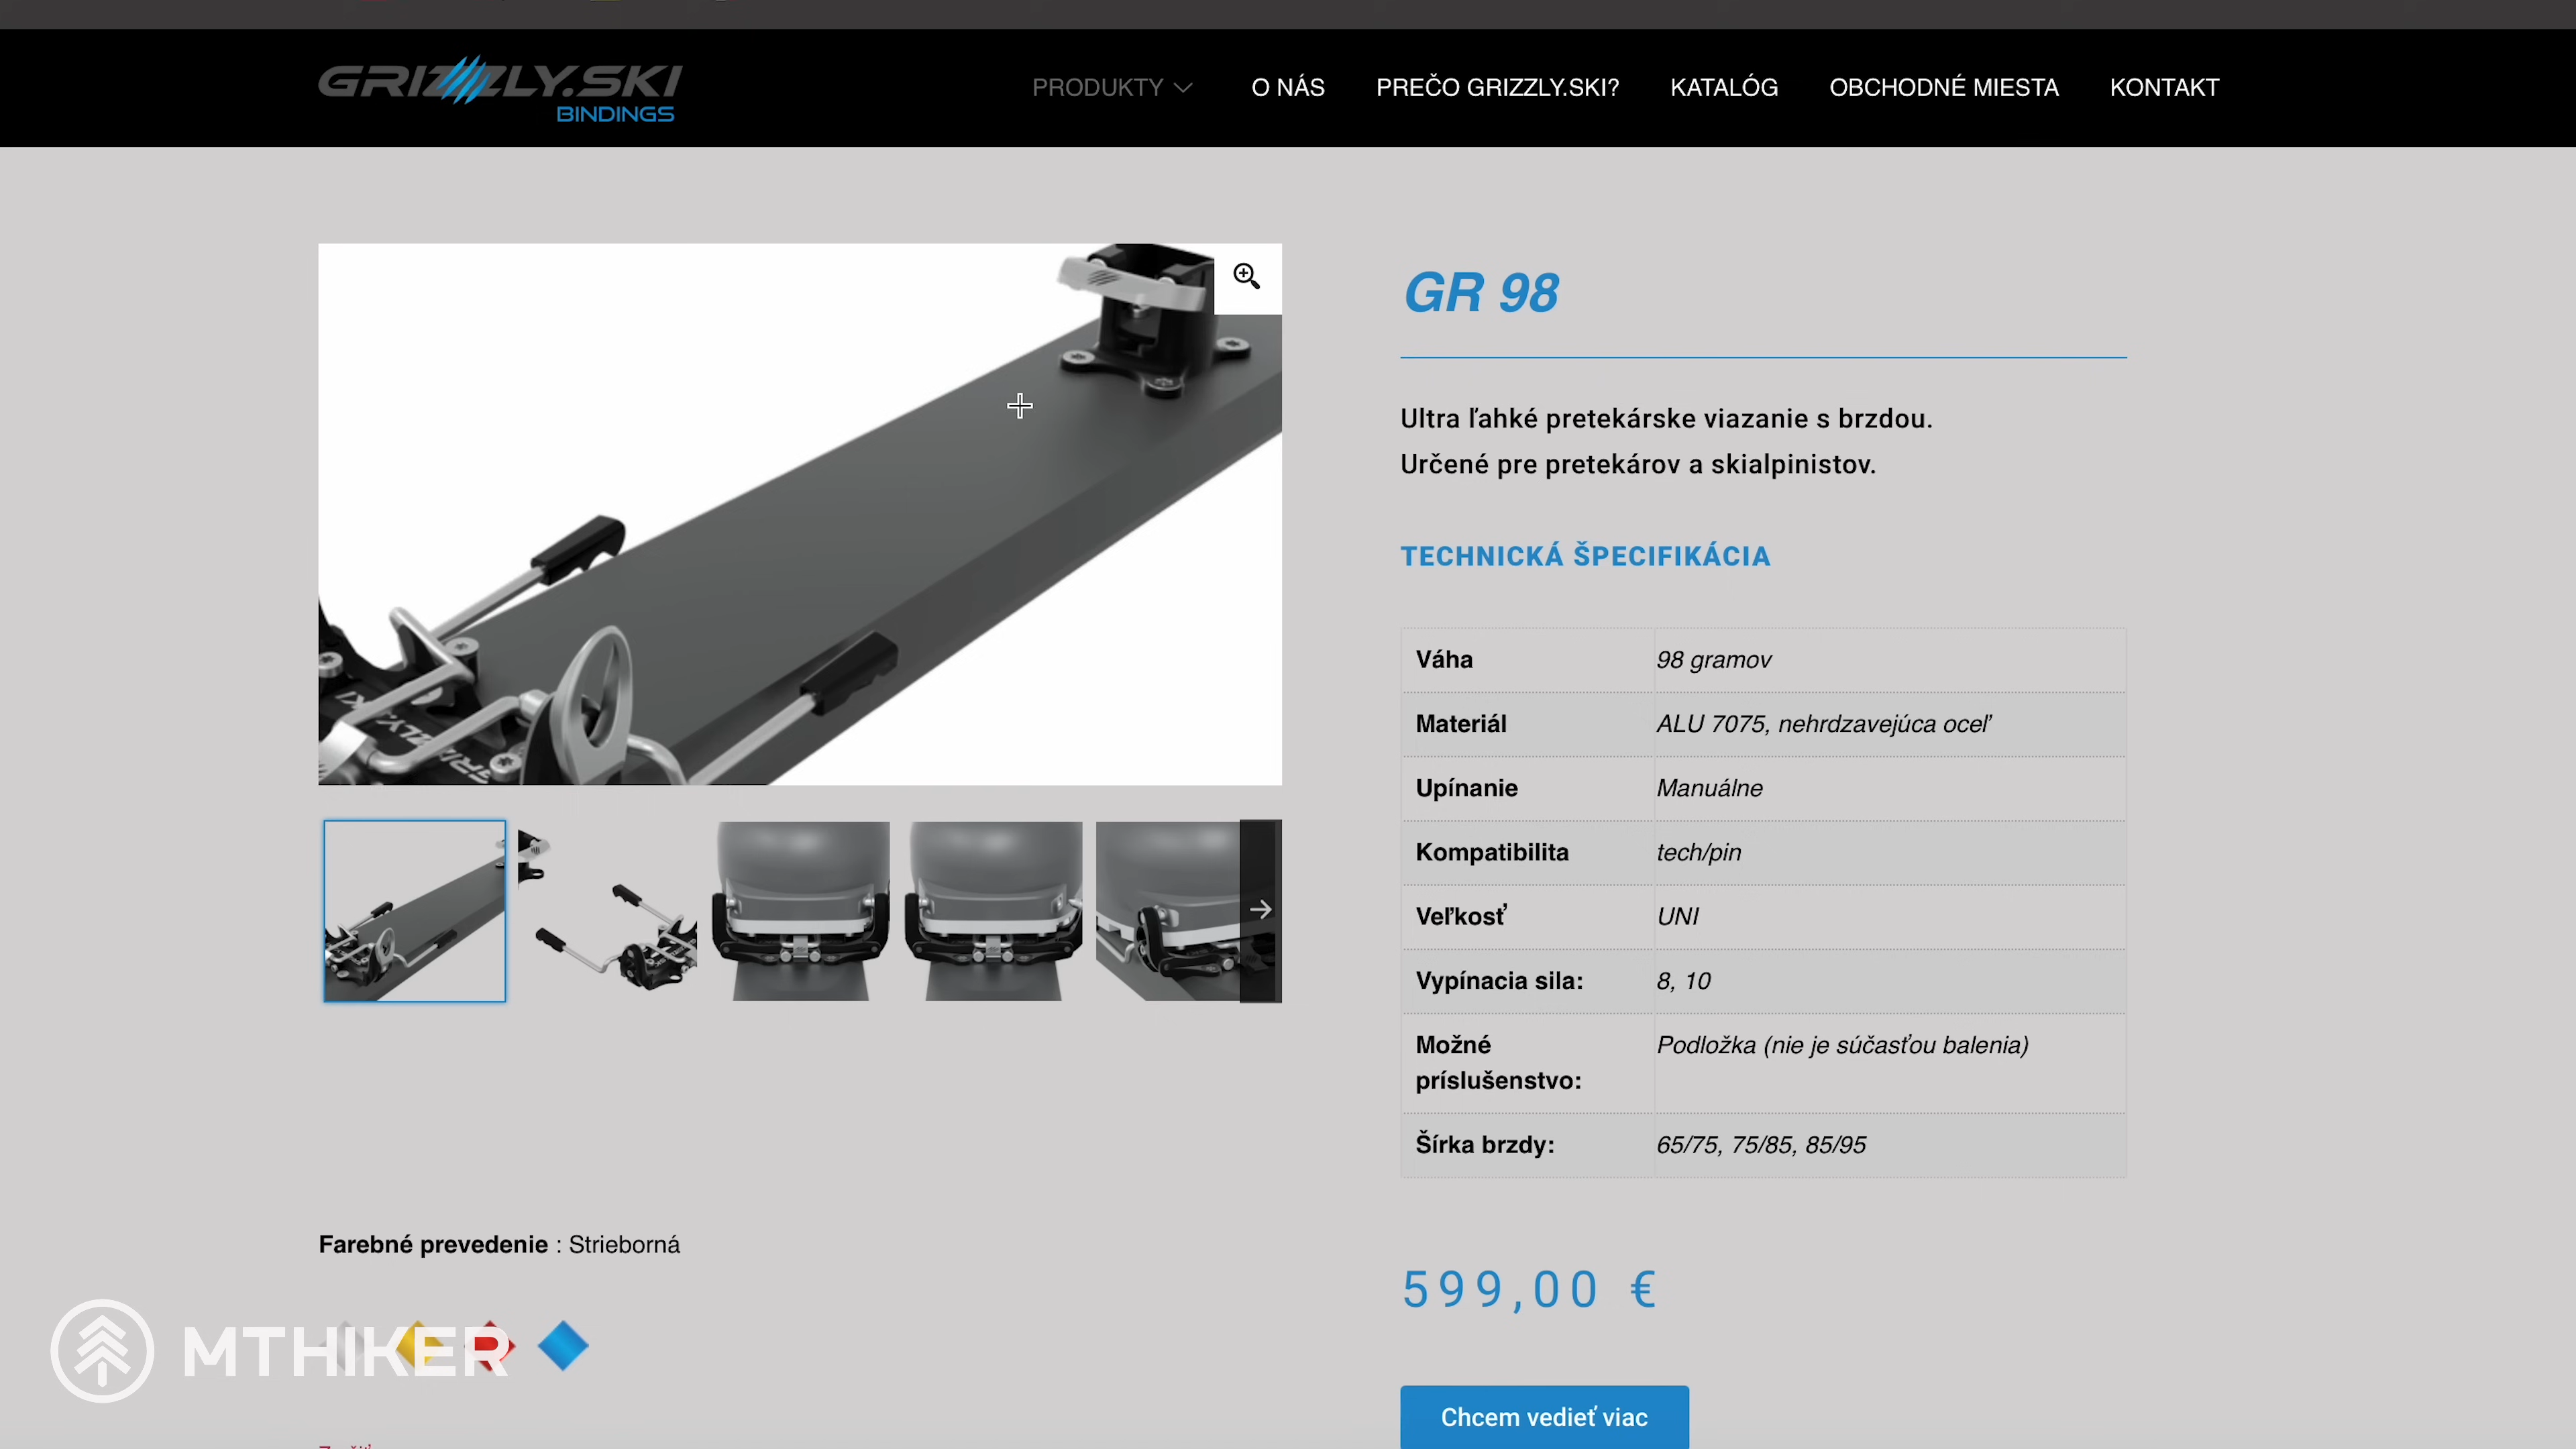 GRIZZLY.SKI
BINDINGS
PRODUKTY
O NÁS
PREČO GRIZZLY.SKI?
KATALÓG
OBCHODNÉ MIESTA
KONTAKT
GR 98
Ultra ľahké pretekárske viazanie s brzdou.
Určené pre pretekárov a skialpinistov.
TECHNICKÁ ŠPECIFIKÁCIA
Váha 98 gramov
Materiál ALU 7075, nehrdzavejúca oceľ
Upínanie Manuálne
Kompatibilita tech/pin
Veľkosť UNI
Vypínacia sila: 8, 10
Možné Podložka (nie je súčasťou balenia)
príslušenstvo:
Šírka brzdy: 65/75, 75/85, 85/95
Farebné prevedenie : Strieborná
599,00 €
MTHIKER
Chcem vedieť viac